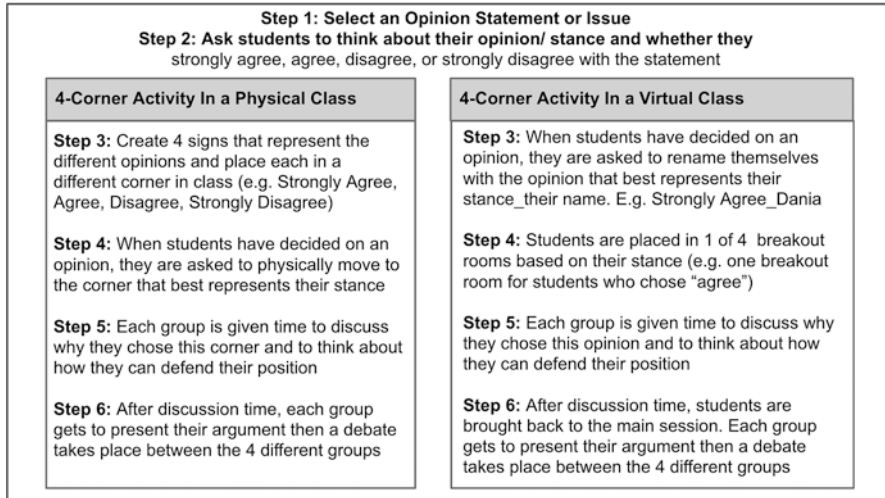 Step 1: Select an Opinion Statement or Issue
Step 2: Ask students to think about their opinion/ stance and whether they
strongly agree, agree, disagree, or strongly disagree with the statement
4-Corner Activity In a Physical Class
Step 3: Create 4 signs that represent the
different opinions and place each in a
different corner in class (e.g. Strongly Agree,
Agree, Disagree, Strongly Disagree)
Step 4: When students have decided on an
opinion, they are asked to physically move to
the corner that best represents their stance
Step 5: Each group is given time to discuss
why they chose this corner and to think about
how they can defend their position
Step 6: After discussion time, each group
gets to present their argument then a debate
takes place between the 4 different groups
4-Corner Activity In a Virtual Class
Step 3: When students have decided on an
opinion, they are asked to rename themselves
with the opinion that best represents their
stance_their name. E.g. Strongly Agree_Dania
Step 4: Students are placed in 1 of 4 breakout
rooms based on their stance (e.g. one breakout
room for students who chose “agree”)
Step 5: Each group is given time to discuss why
they chose this opinion and to think about how
they can defend their position
Step 6: After discussion time, students are
brought back to the main session. Each group
gets to present their argument then a debate
takes place between the 4 different groups